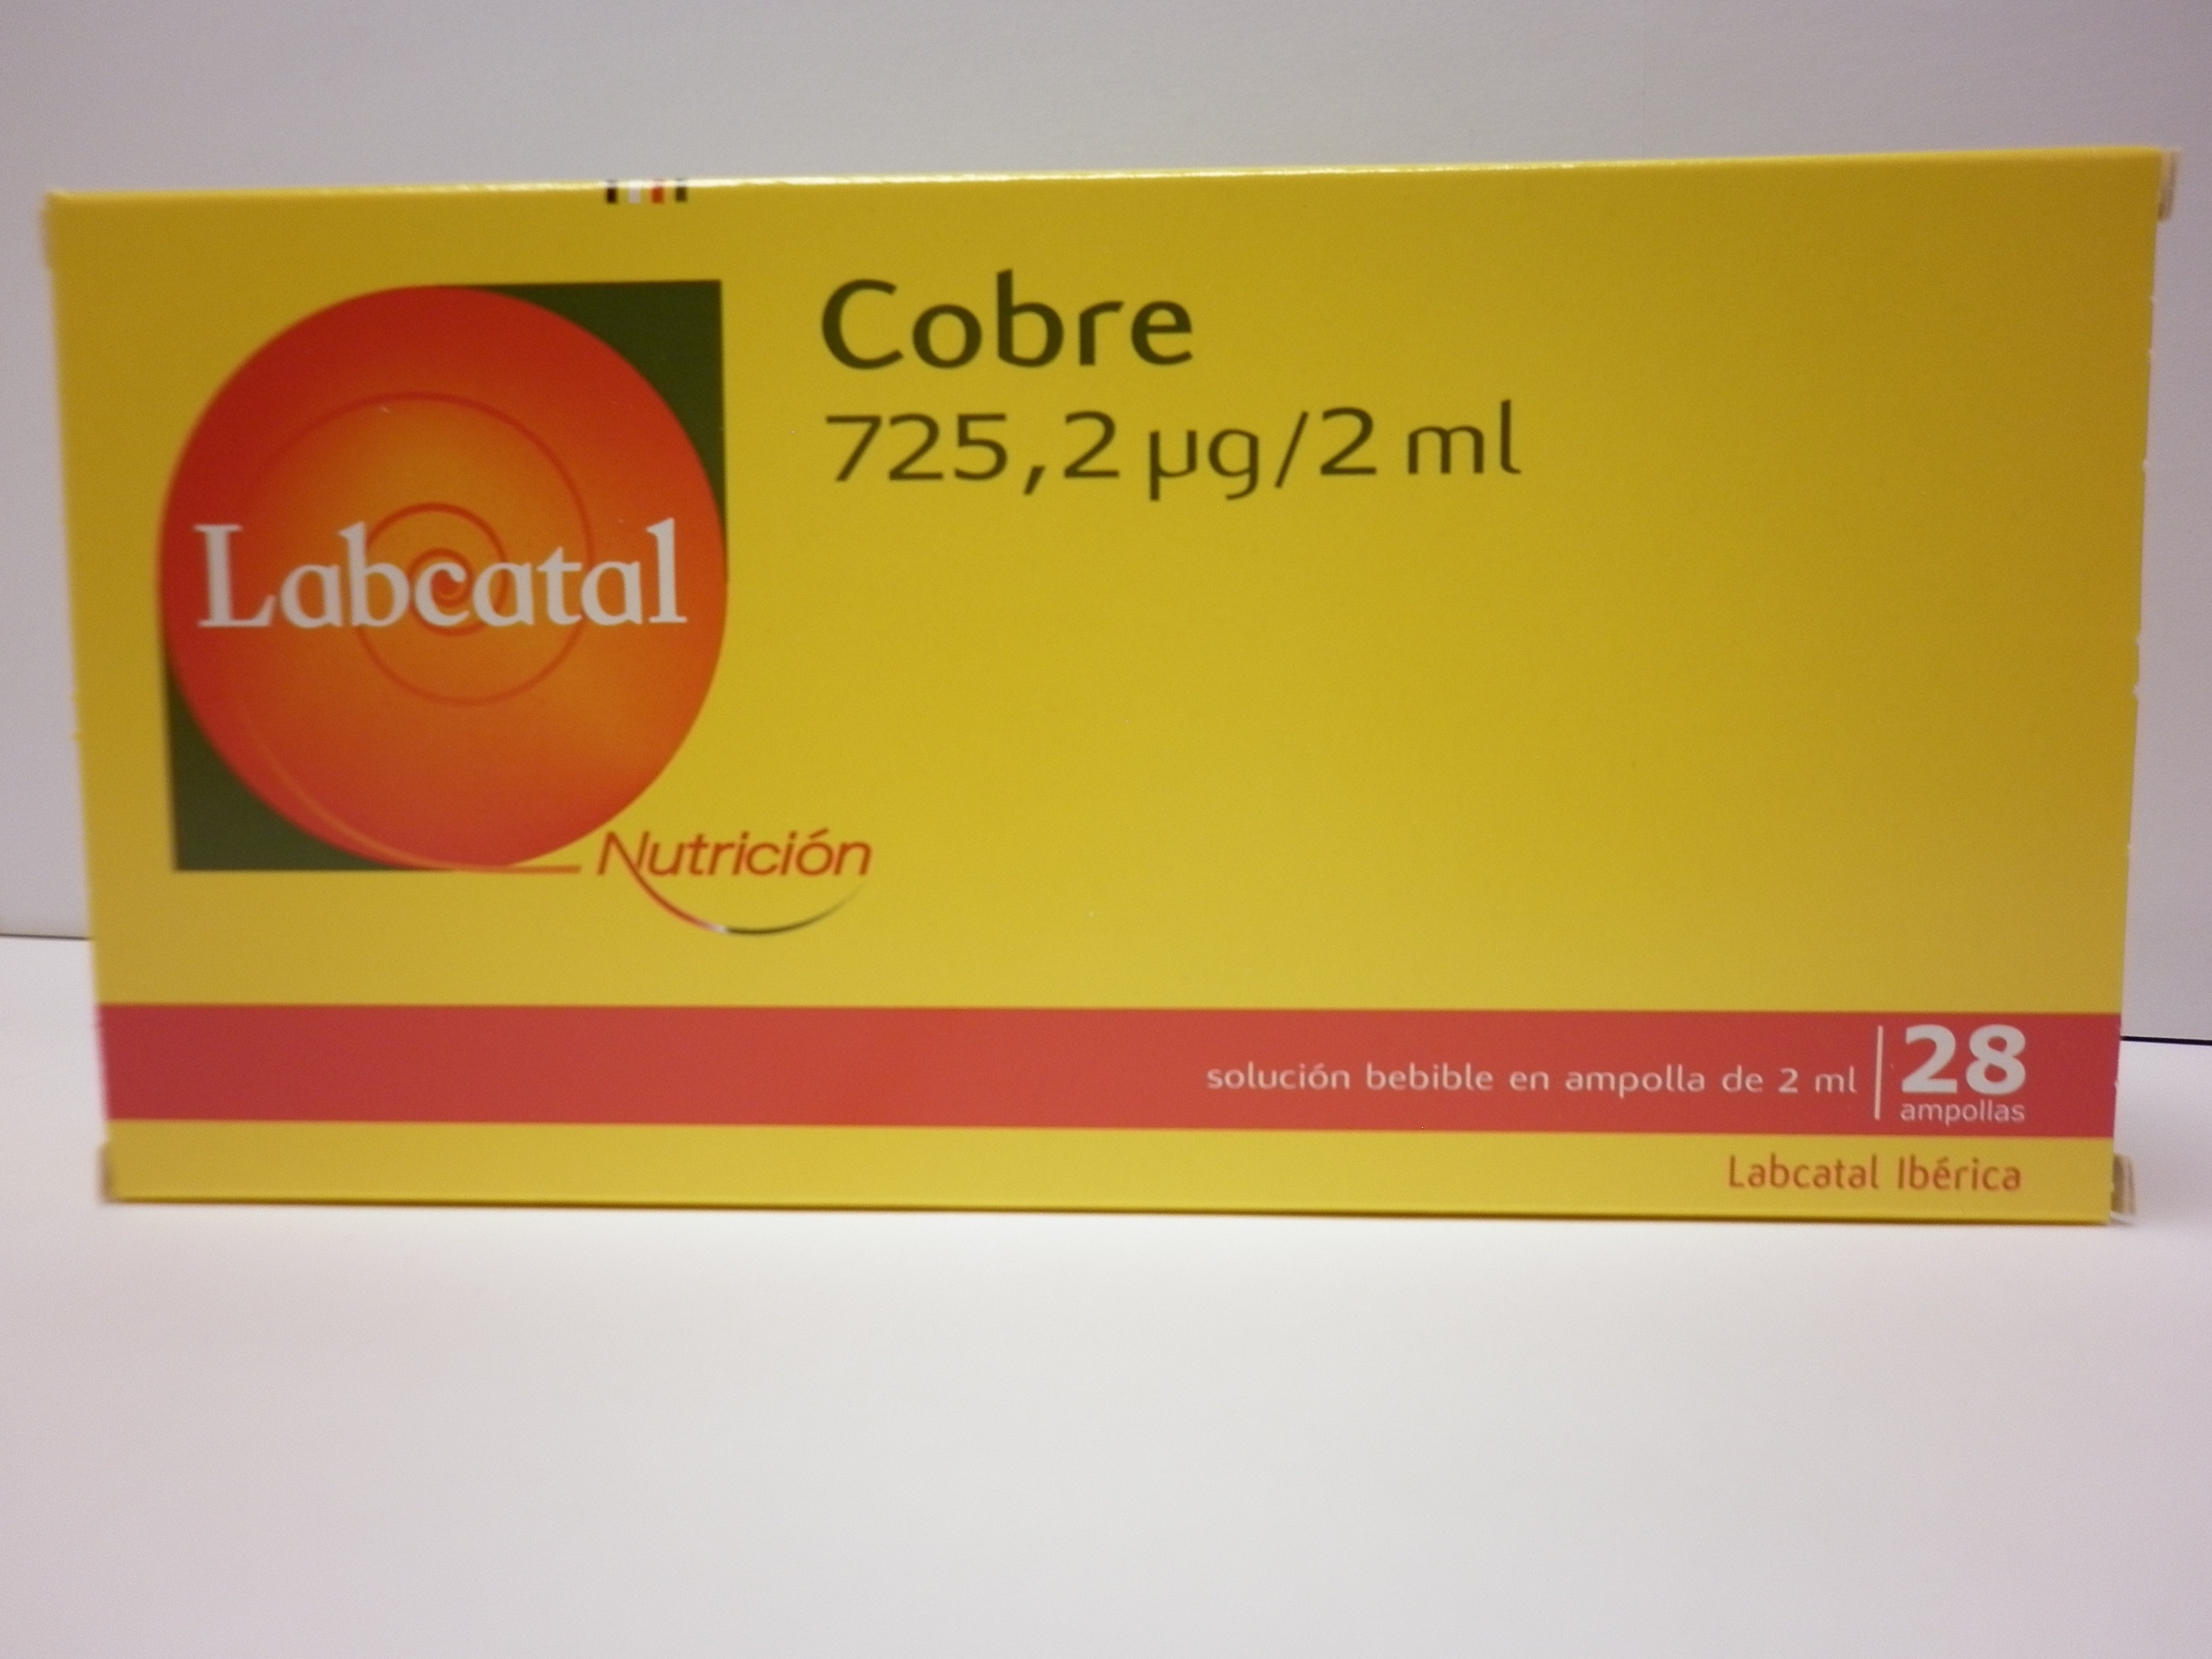 Cobre
725,2 µg/2 ml
Labcatal
Nutrición
solución bebible en ampolla de 2 ml
28
ampollas
Labcatal Ibérica